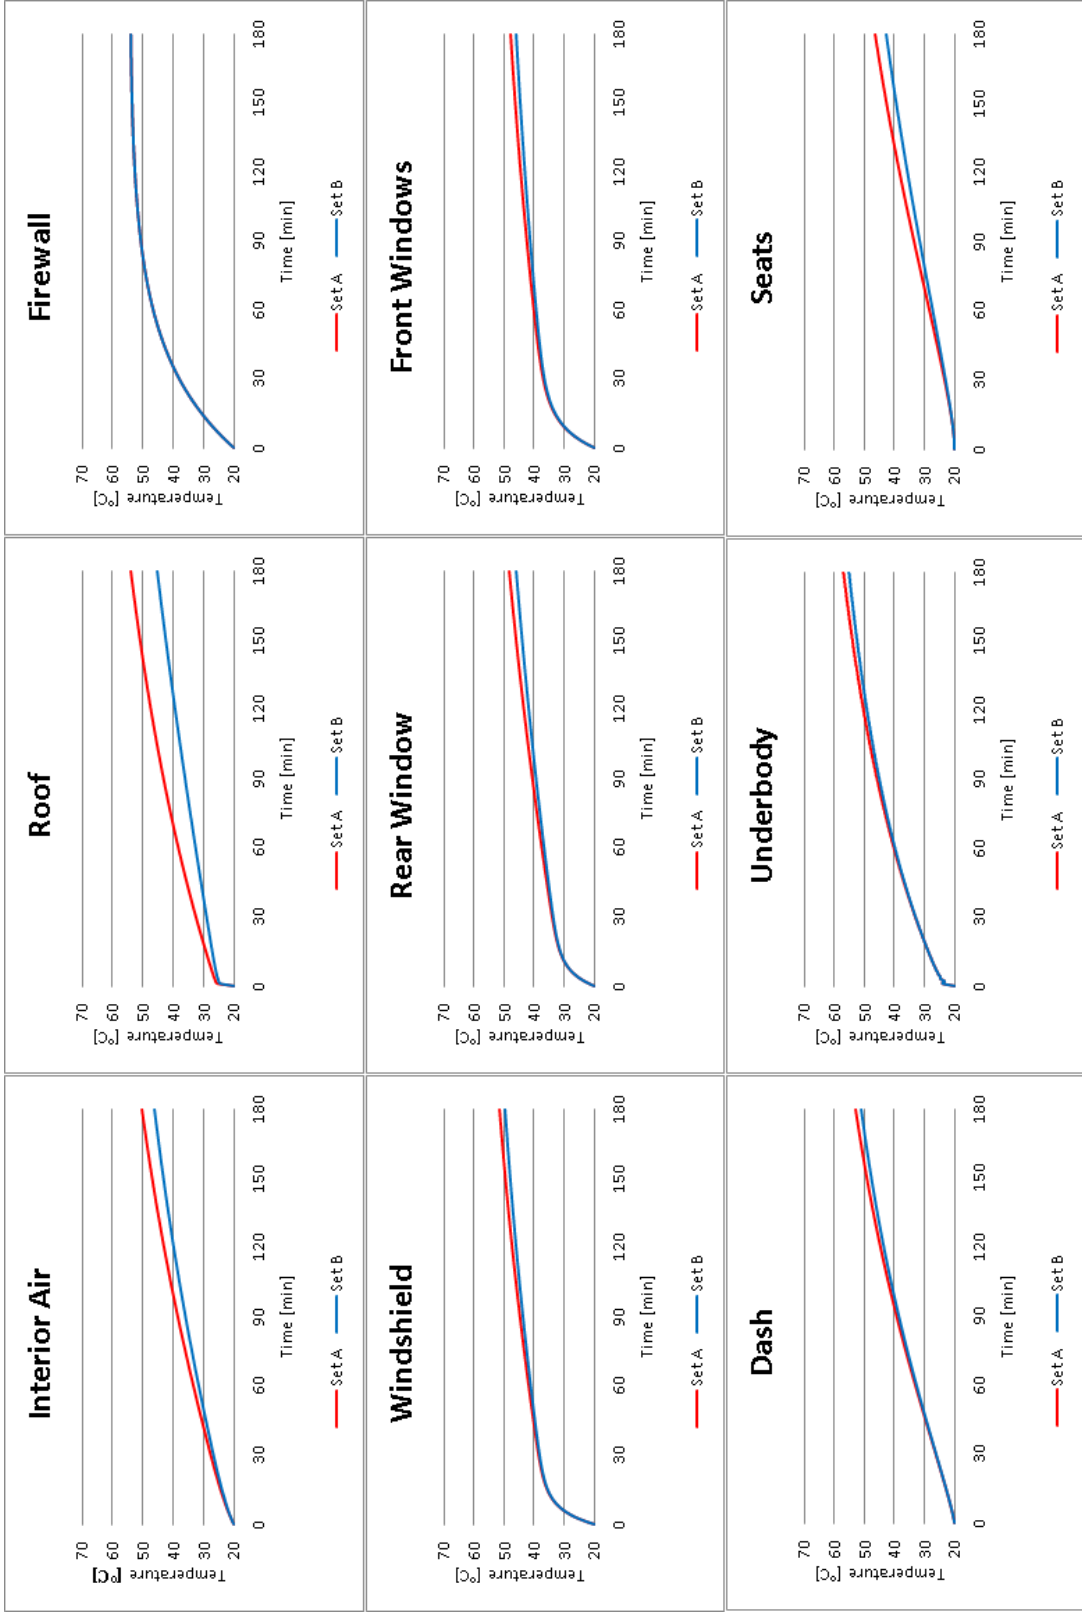 Interior Air
Temperature [°C]
70
60
50
40
30
20
0 30 60 90 120 150 180
Time [min]
Set A Set B
Roof
Temperature [°C]
70
60
50
40
30
20
0 30 60 90 120 150 180
Time [min]
Set A Set B
Firewall
Temperature [°C]
70
60
50
40
30
20
0 30 60 90 120 150 180
Time [min]
Set A Set B
Windshield
Temperature [°C]
70
60
50
40
30
20
0 30 60 90 120 150 180
Time [min]
Set A Set B
Rear Window
Temperature [°C]
70
60
50
40
30
20
0 30 60 90 120 150 180
Time [min]
Set A Set B
Front Windows
Temperature [°C]
70
60
50
40
30
20
0 30 60 90 120 150 180
Time [min]
Set A Set B
Dash
Temperature [°C]
70
60
50
40
30
20
0 30 60 90 120 150 180
Time [min]
Set A Set B
Underbody
Temperature [°C]
70
60
50
40
30
20
0 30 60 90 120 150 180
Time [min]
Set A Set B
Seats
Temperature [°C]
70
60
50
40
30
20
0 30 60 90 120 150 180
Time [min]
Set A Set B